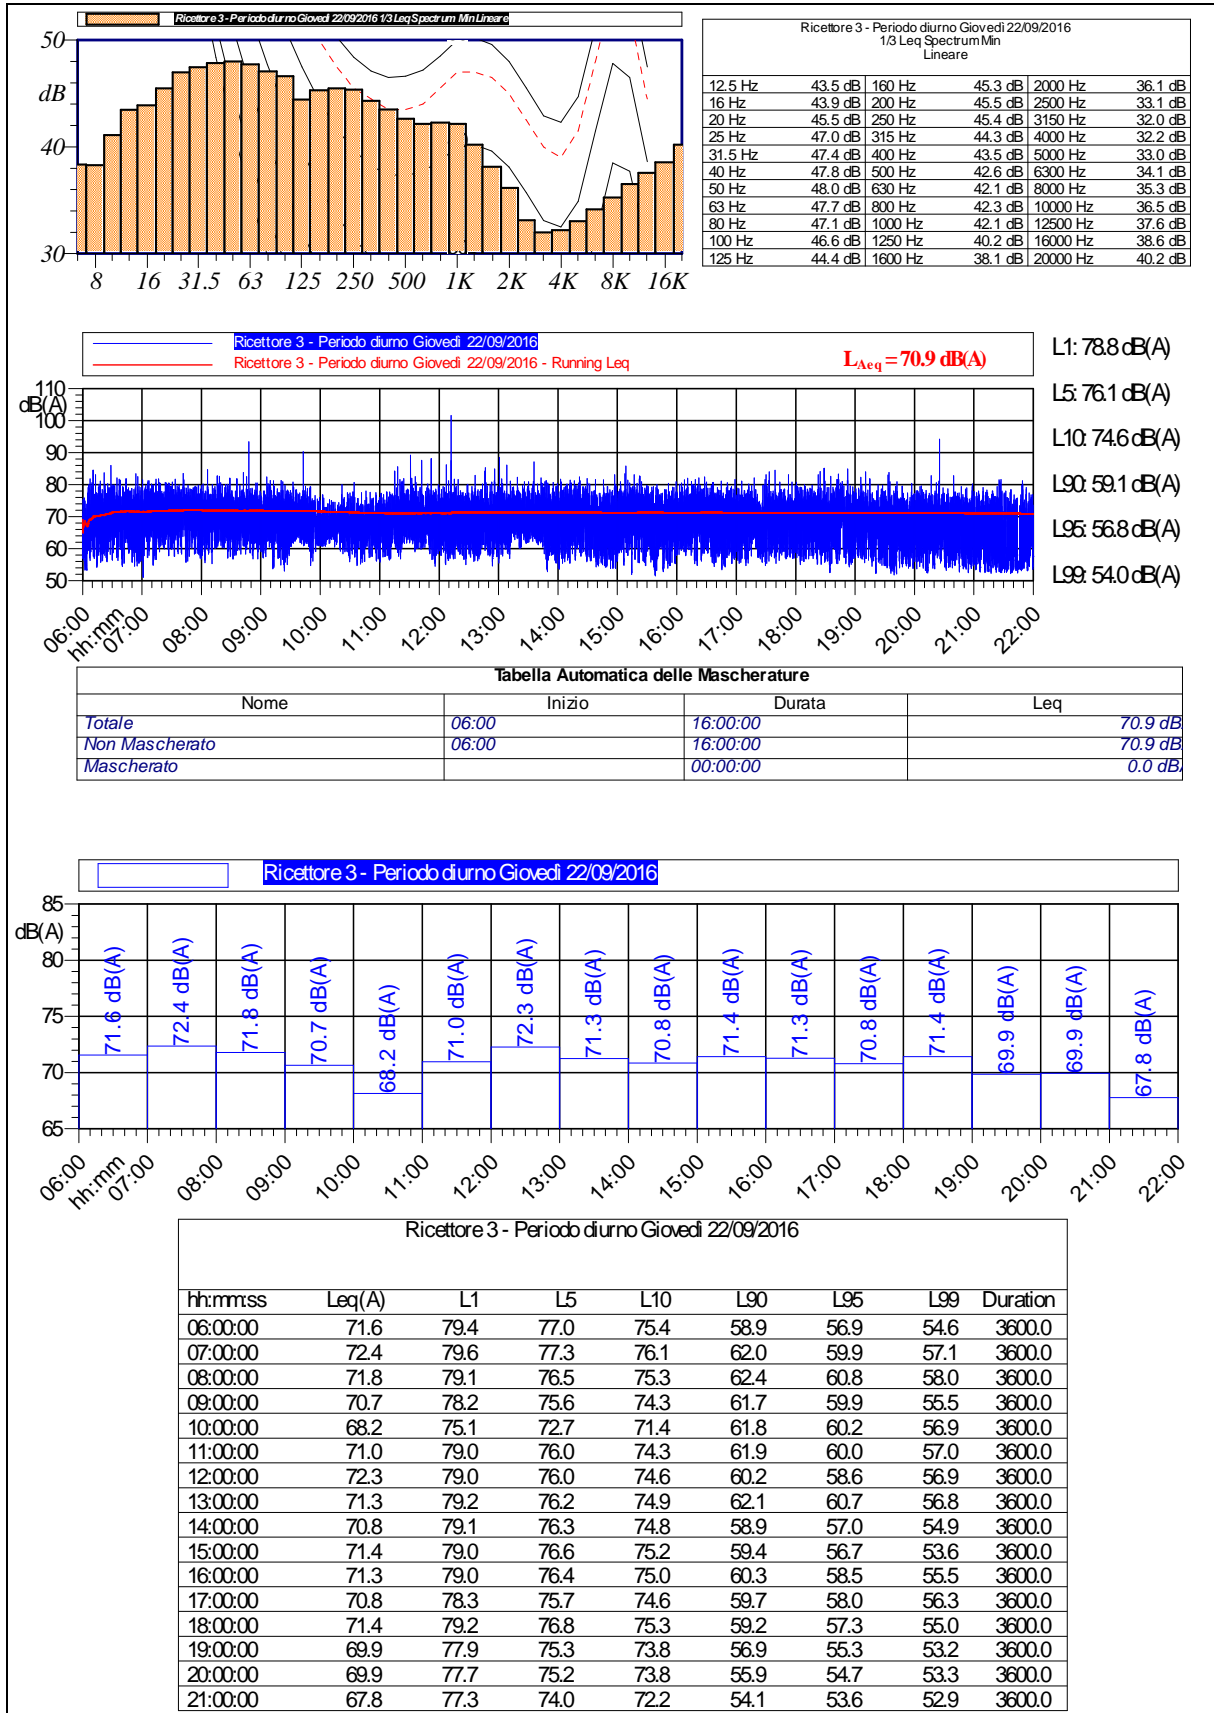 Ricettore 3 - Periodo diurno Giovedì 22/09/2016 1/3 Leq Spectrum Min Lineare
50
dB
40
30
8 16 31.5 63 125 250 500 1K 2K 4K 8K 16K
Ricettore 3 - Periodo diurno Giovedì 22/09/2016
1/3 Leq Spectrum Min
Lineare
12.5 Hz 43.5 dB 160 Hz 45.3 dB 2000 Hz 36.1 dB
16 Hz 43.9 dB 200 Hz 45.5 dB 2500 Hz 33.1 dB
20 Hz 45.5 dB 250 Hz 45.4 dB 3150 Hz 32.0 dB
25 Hz 47.0 dB 315 Hz 44.3 dB 4000 Hz 32.2 dB
31.5 Hz 47.4 dB 400 Hz 43.5 dB 5000 Hz 33.0 dB
40 Hz 47.8 dB 500 Hz 42.6 dB 6300 Hz 34.1 dB
50 Hz 48.0 dB 630 Hz 42.1 dB 8000 Hz 35.3 dB
63 Hz 47.7 dB 800 Hz 42.3 dB 10000 Hz 36.5 dB
80 Hz 47.1 dB 1000 Hz 42.1 dB 12500 Hz 37.6 dB
100 Hz 46.6 dB 1250 Hz 40.2 dB 16000 Hz 38.6 dB
125 Hz 44.4 dB 1600 Hz 38.1 dB 20000 Hz 40.2 dB
Ricettore 3 - Periodo diurno Giovedì 22/09/2016
Ricettore 3 - Periodo diurno Giovedì 22/09/2016 - Running Leq
LAeq = 70.9 dB(A)
L1: 78.8 dB(A)
L5: 76.1 dB(A)
L10: 74.6 dB(A)
L90: 59.1 dB(A)
L95: 56.8 dB(A)
L99: 54.0 dB(A)
110
dB(A)
100
90
80
70
60
50
06:00 07:00 08:00 09:00 10:00 11:00 12:00 13:00 14:00 15:00 16:00 17:00 18:00 19:00 20:00 21:00 22:00
hh:mm
Tabella Automatica delle Mascherature
Nome Inizio Durata Leq
Totale 06:00 16:00:00 70.9 dB
Non Mascherato 06:00 16:00:00 70.9 dB
Mascherato 00:00:00 0.0 dB
Ricettore 3 - Periodo diurno Giovedì 22/09/2016
85
dB(A)
80
75
70
65
71.6 dB(A)
72.4 dB(A)
71.8 dB(A)
70.7 dB(A)
68.2 dB(A)
71.0 dB(A)
72.3 dB(A)
71.3 dB(A)
70.8 dB(A)
71.4 dB(A)
71.3 dB(A)
70.8 dB(A)
71.4 dB(A)
69.9 dB(A)
69.9 dB(A)
67.8 dB(A)
06:00 07:00 08:00 09:00 10:00 11:00 12:00 13:00 14:00 15:00 16:00 17:00 18:00 19:00 20:00 21:00 22:00
hh:mm
Ricettore 3 - Periodo diurno Giovedì 22/09/2016
hh:mm:ss Leq(A) L1 L5 L10 L90 L95 L99 Duration
06:00:00 71.6 79.4 77.0 75.4 58.9 56.9 54.6 3600.0
07:00:00 72.4 79.6 77.3 76.1 62.0 59.9 57.1 3600.0
08:00:00 71.8 79.1 76.5 75.3 62.4 60.8 58.0 3600.0
09:00:00 70.7 78.2 75.6 74.3 61.7 59.9 55.5 3600.0
10:00:00 68.2 75.1 72.7 71.4 61.8 60.2 56.9 3600.0
11:00:00 71.0 79.0 76.0 74.3 61.9 60.0 57.0 3600.0
12:00:00 72.3 79.0 76.0 74.6 60.2 58.6 56.9 3600.0
13:00:00 71.3 79.2 76.2 74.9 62.1 60.7 56.8 3600.0
14:00:00 70.8 79.1 76.3 74.8 58.9 57.0 54.9 3600.0
15:00:00 71.4 79.0 76.6 75.2 59.4 56.7 53.6 3600.0
16:00:00 71.3 79.0 76.4 75.0 60.3 58.5 55.5 3600.0
17:00:00 70.8 78.3 75.7 74.6 59.7 58.0 56.3 3600.0
18:00:00 71.4 79.2 76.8 75.3 59.2 57.3 55.0 3600.0
19:00:00 69.9 77.9 75.3 73.8 56.9 55.3 53.2 3600.0
20:00:00 69.9 77.7 75.2 73.8 55.9 54.7 53.3 3600.0
21:00:00 67.8 77.3 74.0 72.2 54.1 53.6 52.9 3600.0